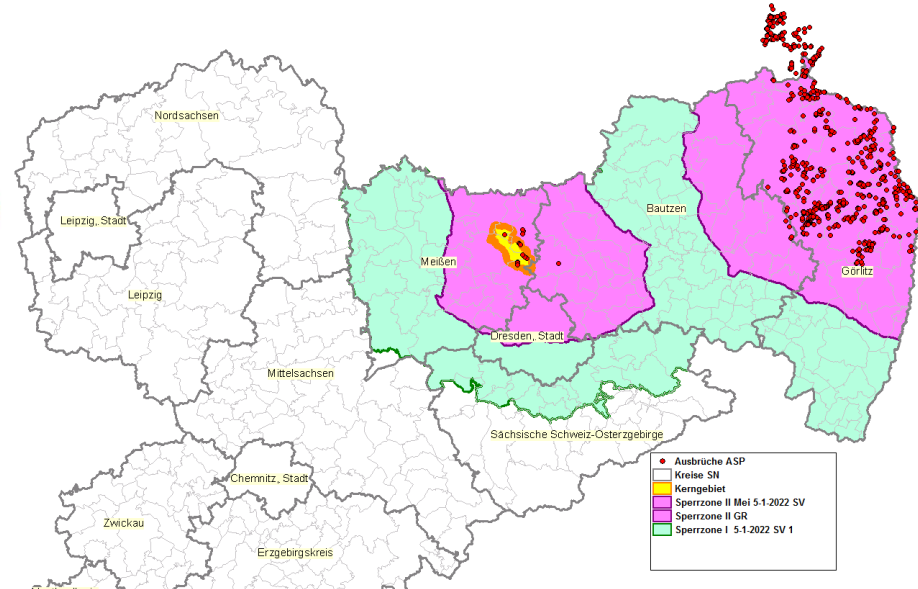 Nordsachsen
Leipzig, Stadt
Bautzen
Meißen
Görlitz
Leipzig
Dresden, Stadt
Mittelsachsen
Sächsische Schweiz-Osterzgebirge
Chemnitz, Stadt
Zwickau
Erzgebirgskreis
Ausbrüche ASP
Kreise SN
Kerngebiet
Sperrzone II Mei 5-1-2022 SV
Sperrzone II GR
Sperrzone I 5-1-2022 SV 1